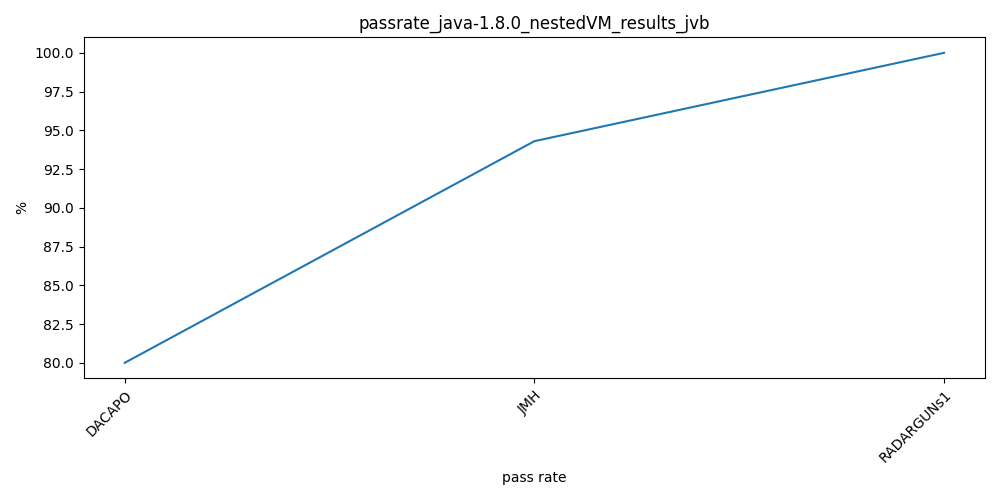 passrate_java-1.8.0_nestedVM_results_jvb
100.0
97.5
95.0
92.5
90.0
87.5
85.0
82.5
80.0
%
DACAPO
JMH
RADARGUNs1
pass rate